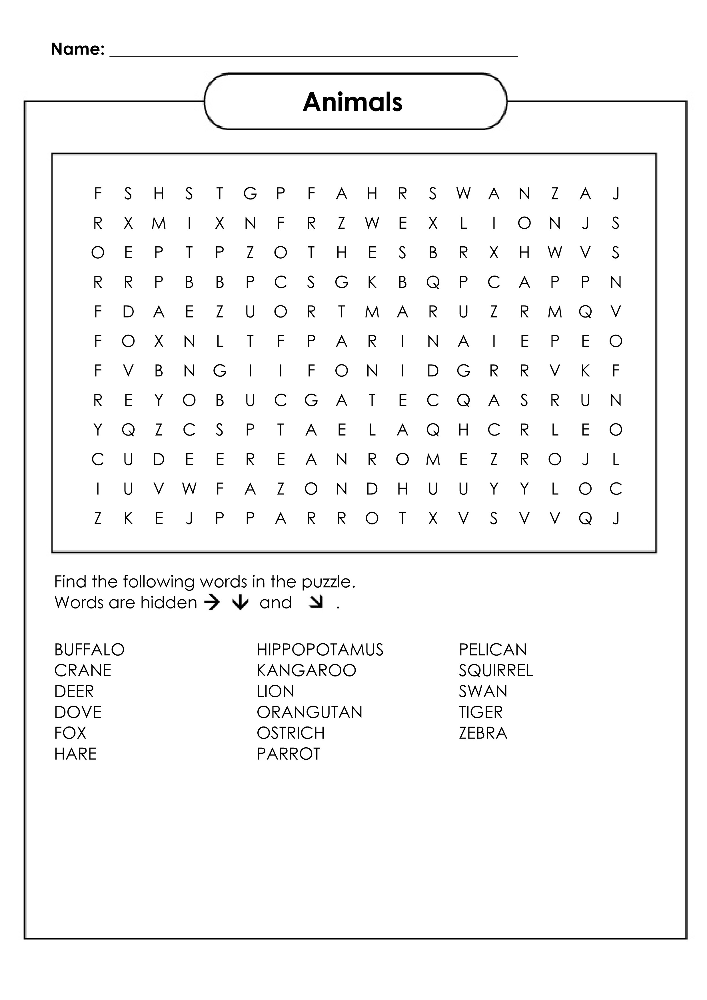 Name:
Animals
F S H S T G P F A H R S W A N Z A J
R X M I X N F R Z W E X L I O N J S
O E P T P Z O T H E S B R X H W V S
R R P B B P C S G K B Q P C A P P N
F D A E Z U O R T M A R U Z R M Q V
F O X N L T F P A R I N A I E P E O
F V B N G I I F O N I D G R R V K F
R E Y O B U C G A T E C Q A S R U N
Y Q Z C S P T A E L A Q H C R L E O
C U D E E R E A N R O M E Z R O J L
I U V W F A Z O N D H U U Y Y L O C
Z K E J P P A R R O T X V S V V Q J
Find the following words in the puzzle.
Words are hidden → ↓ and ↘ .
BUFFALO
CRANE
DEER
DOVE
FOX
HARE
HIPPOPOTAMUS
KANGAROO
LION
ORANGUTAN
OSTRICH
PARROT
PELICAN
SQUIRREL
SWAN
TIGER
ZEBRA